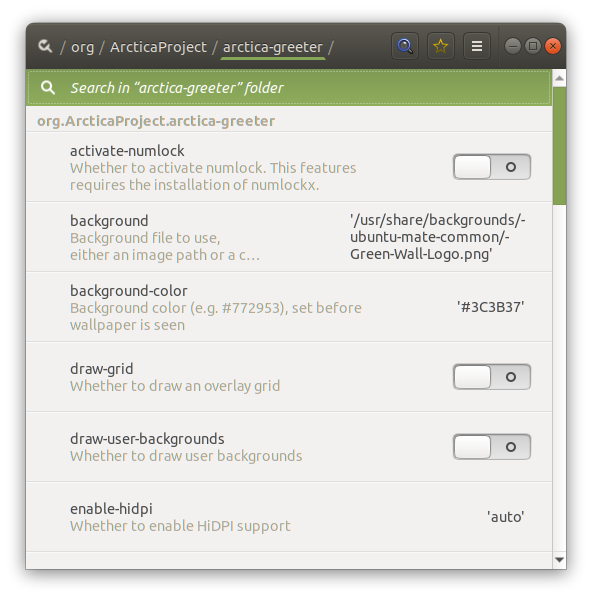 / org / ArcticaProject / arctica-greeter /
Search in “arctica-greeter” folder
org.ArcticaProject.arctica-greeter
activate-numlock
Whether to activate numlock. This features
requires the installation of numlockx.
background
Background file to use,
either an image path or a c…
'/usr/share/backgrounds/-
ubuntu-mate-common/-
Green-Wall-Logo.png'
background-color
Background color (e.g. #772953), set before
wallpaper is seen
'#3C3B37'
draw-grid
Whether to draw an overlay grid
draw-user-backgrounds
Whether to draw user backgrounds
enable-hidpi
Whether to enable HiDPI support
'auto'